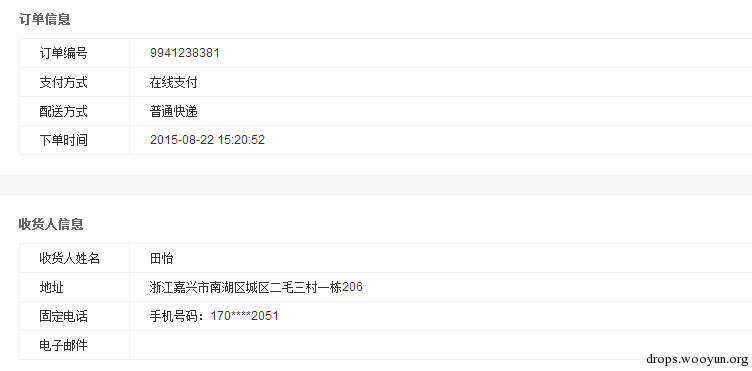 订单信息
订单编号 9941238381
支付方式 在线支付
配送方式 普通快递
下单时间 2015-08-22 15:20:52
收货人信息
收货人姓名 田怡
地址 浙江嘉兴市南湖区城区二毛三村一栋206
固定电话 手机号码：170****2051
电子邮件
drops.wooyun.org